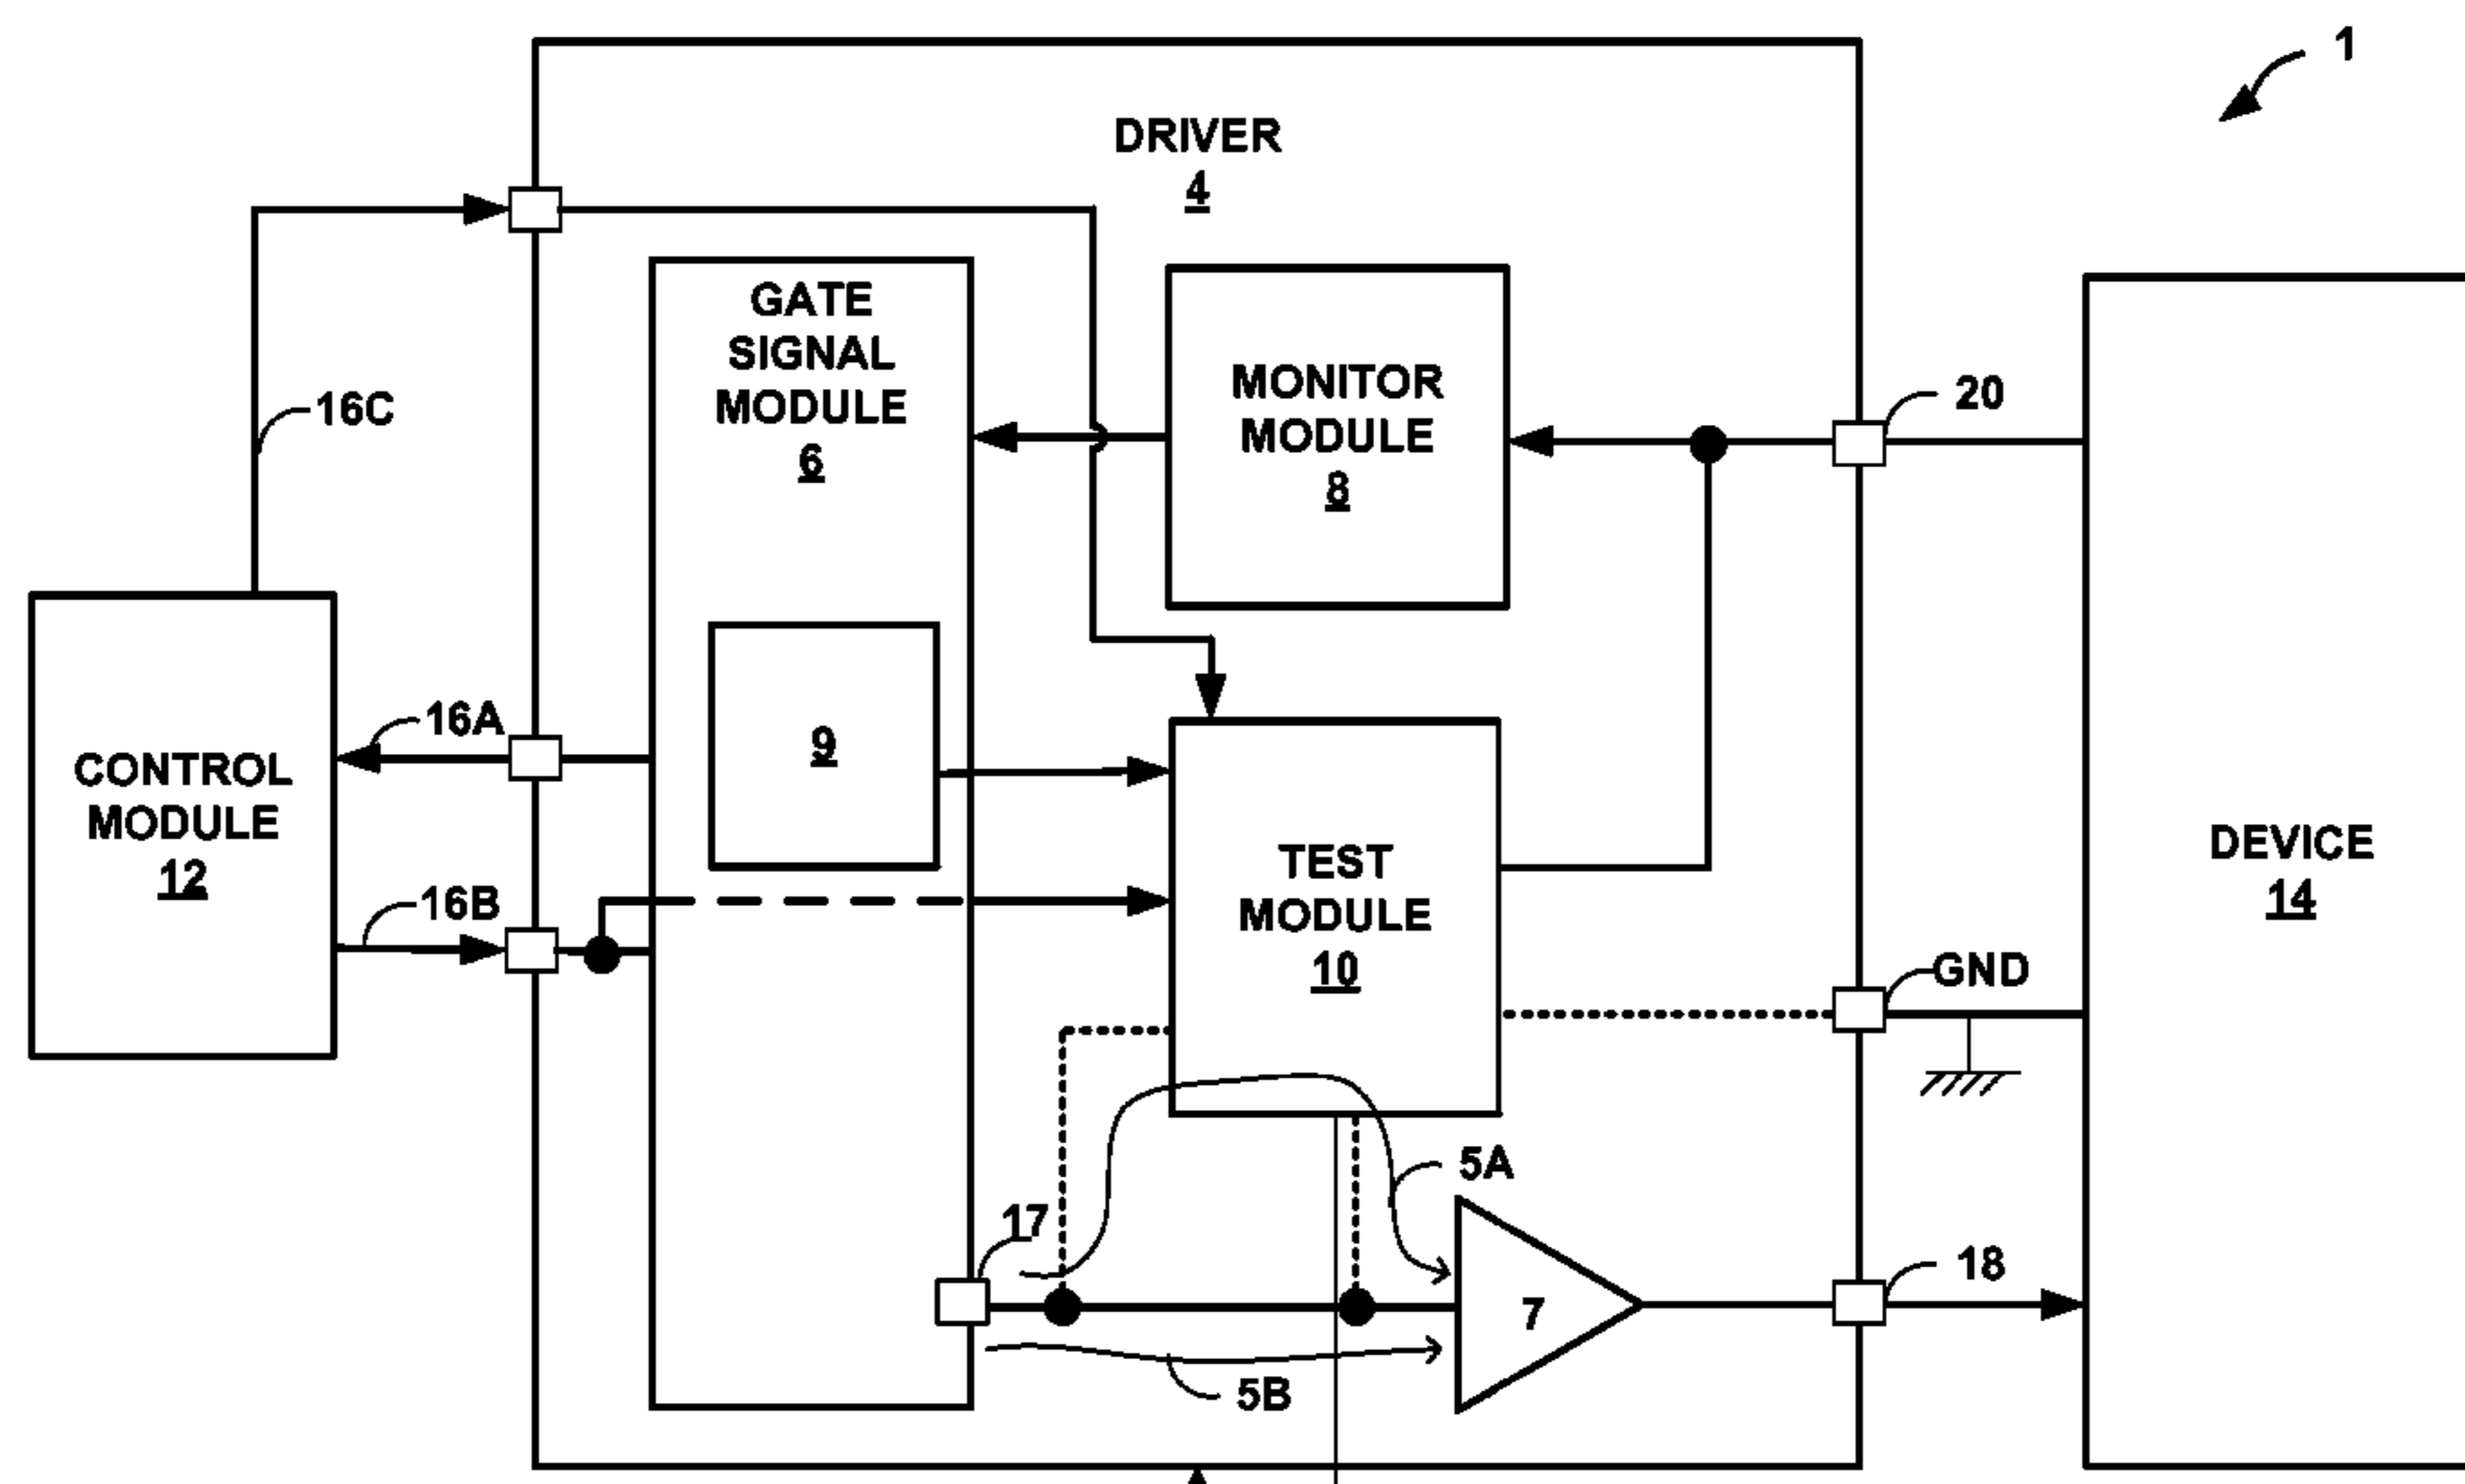 1
DRIVER
4
GATE
SIGNAL
MODULE
6
MONITOR
MODULE
8
20
16C
9
16A
CONTROL
MODULE
12
16B
TEST
MODULE
10
DEVICE
14
GND
5A
17
7
18
5B